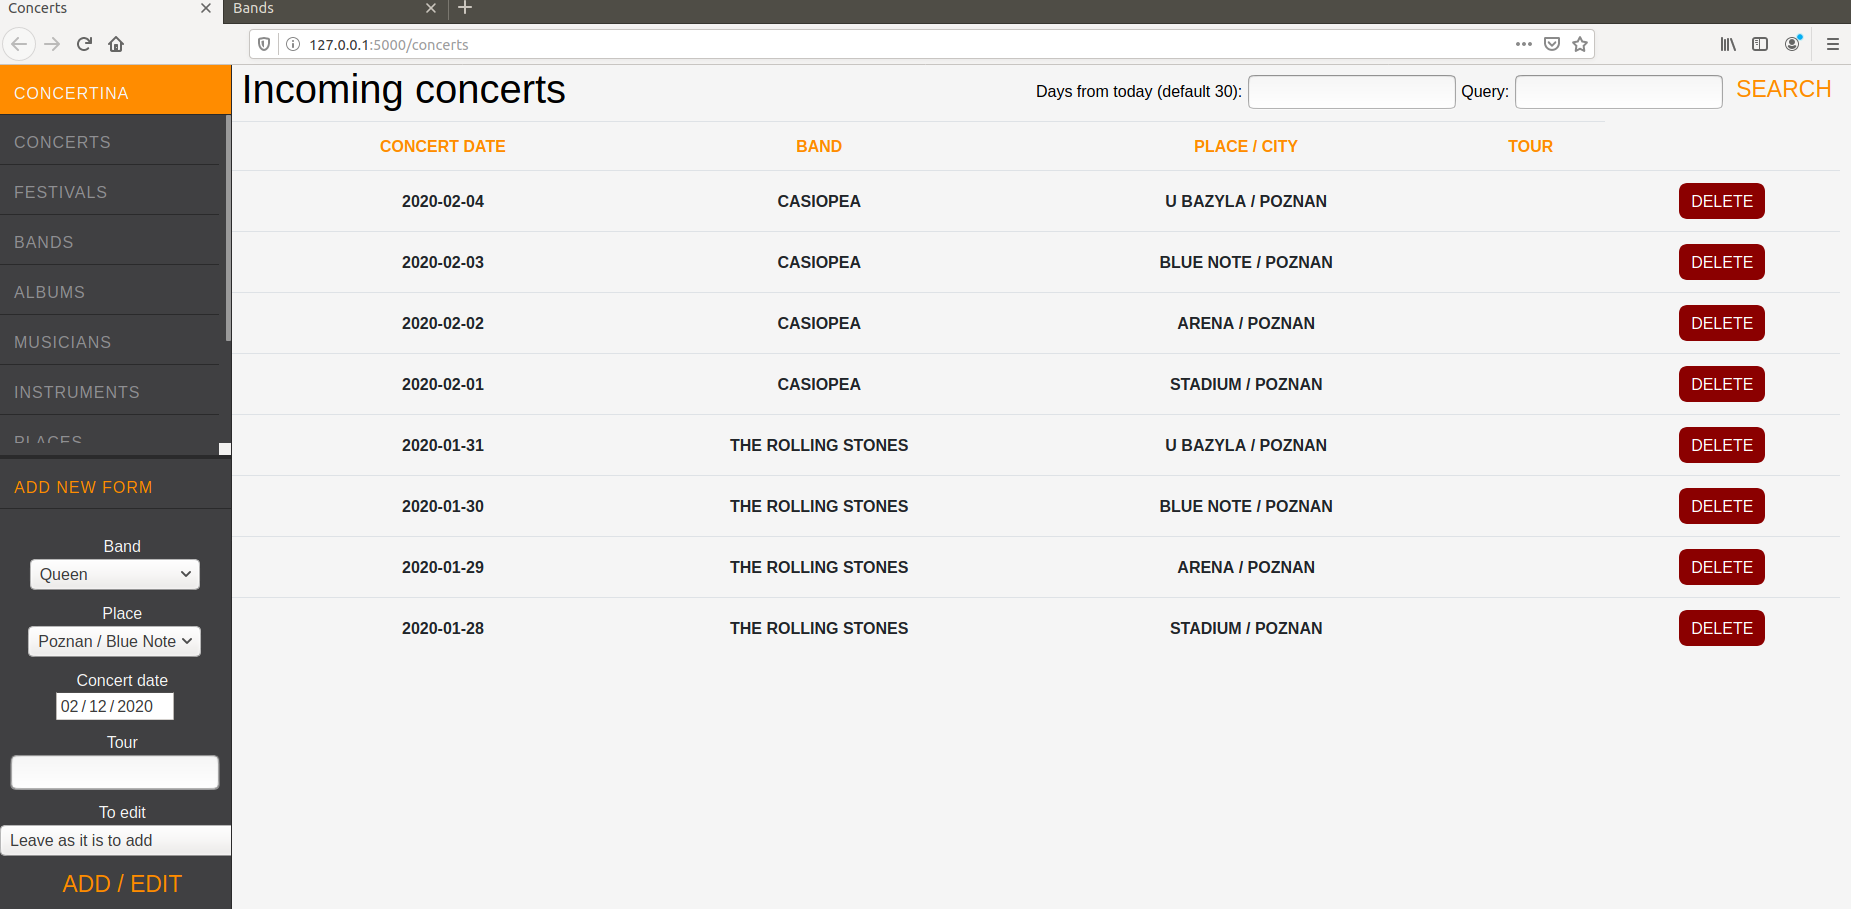 Concerts
Bands
127.0.0.1:5000/concerts
CONCERTINA
CONCERTS
FESTIVALS
BANDS
ALBUMS
MUSICIANS
INSTRUMENTS
PLACES
ADD NEW FORM
Band
Queen
Place
Poznan / Blue Note
Concert date
02 / 12 / 2020
Tour
To edit
Leave as it is to add
ADD / EDIT
Incoming concerts
Days from today (default 30): Query: SEARCH
CONCERT DATE BAND PLACE / CITY TOUR
2020-02-04 CASIOPEA U BAZYLA / POZNAN DELETE
2020-02-03 CASIOPEA BLUE NOTE / POZNAN DELETE
2020-02-02 CASIOPEA ARENA / POZNAN DELETE
2020-02-01 CASIOPEA STADIUM / POZNAN DELETE
2020-01-31 THE ROLLING STONES U BAZYLA / POZNAN DELETE
2020-01-30 THE ROLLING STONES BLUE NOTE / POZNAN DELETE
2020-01-29 THE ROLLING STONES ARENA / POZNAN DELETE
2020-01-28 THE ROLLING STONES STADIUM / POZNAN DELETE